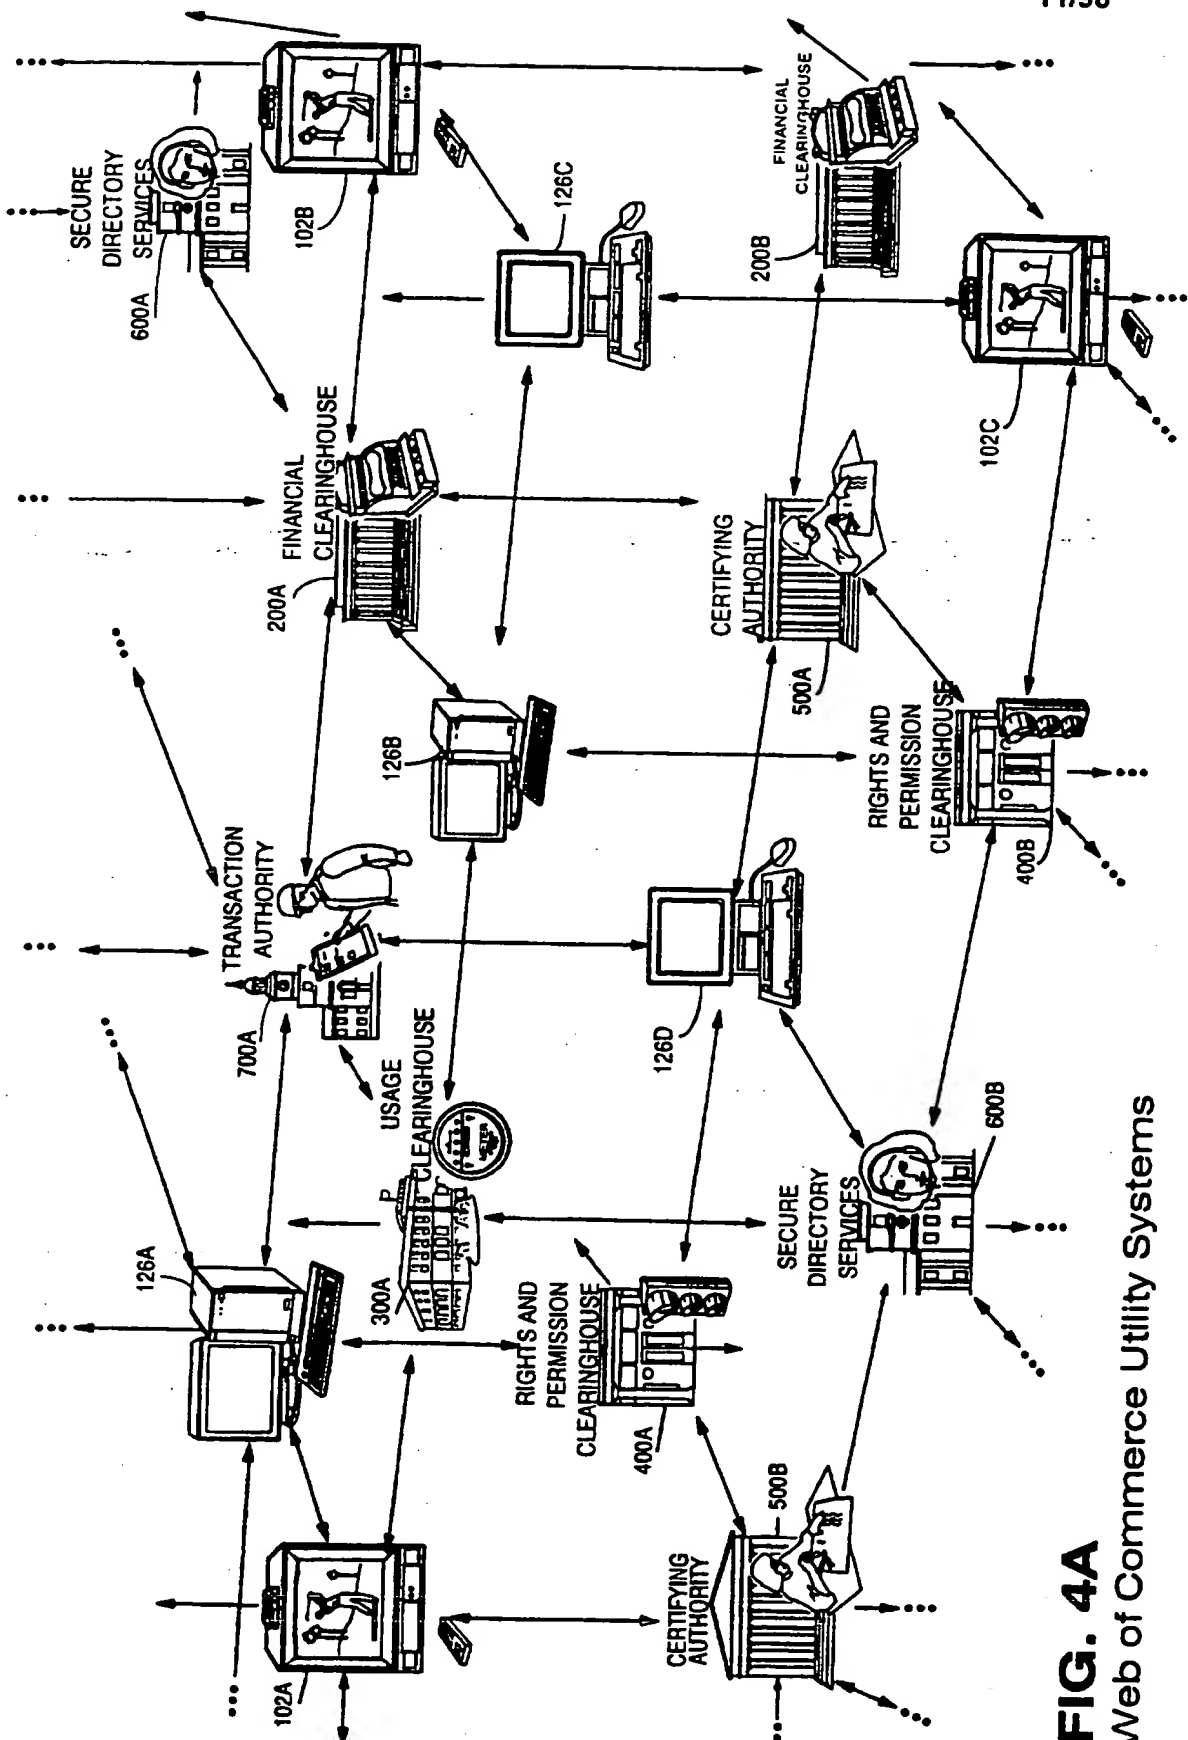 SECURE
DIRECTORY
SERVICES
600A
102B
TRANSACTION
AUTHORITY
700A
FINANCIAL
CLEARINGHOUSE
200A
126A
102A
USAGE
CLEARINGHOUSE
300A
METER
126B
126C
RIGHTS AND
PERMISSION
CLEARINGHOUSE
400A
126D
CERTIFYING
AUTHORITY
500A
FINANCIAL
CLEARINGHOUSE
200B
CERTIFYING
AUTHORITY
500B
SECURE
DIRECTORY
SERVICES
600B
RIGHTS AND
PERMISSION
CLEARINGHOUSE
400B
102C
FIG. 4A
Web of Commerce Utility Systems